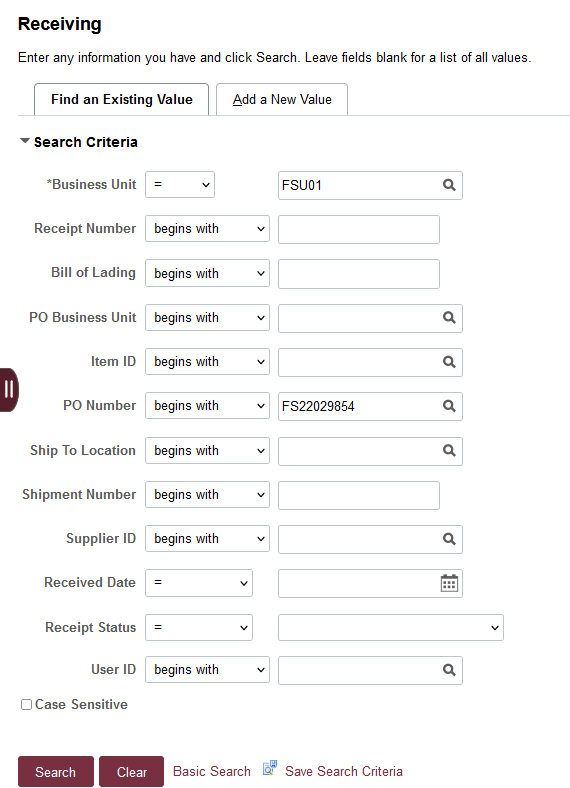 Receiving
Enter any information you have and click Search. Leave fields blank for a list of all values.
Find an Existing Value
Add a New Value
Search Criteria
*Business Unit = FSU01
Receipt Number begins with
Bill of Lading begins with
PO Business Unit begins with
Item ID begins with
PO Number begins with FS22029854
Ship To Location begins with
Shipment Number begins with
Supplier ID begins with
Received Date =
Receipt Status =
User ID begins with
Case Sensitive
Search Clear Basic Search Save Search Criteria